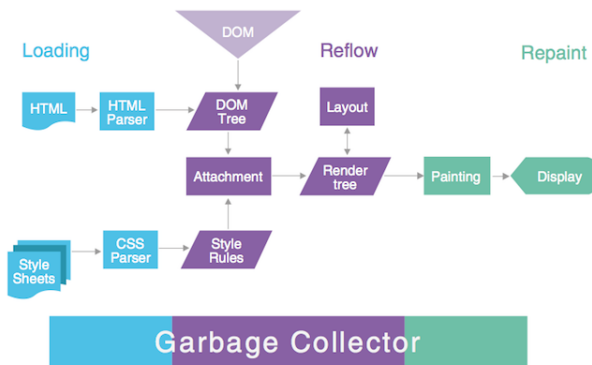 DOM
Loading
Reflow
Repaint
HTML
HTML
Parser
DOM
Tree
Layout
Attachment
Render
tree
Painting
Display
Style
Sheets
CSS
Parser
Style
Rules
Garbage Collector